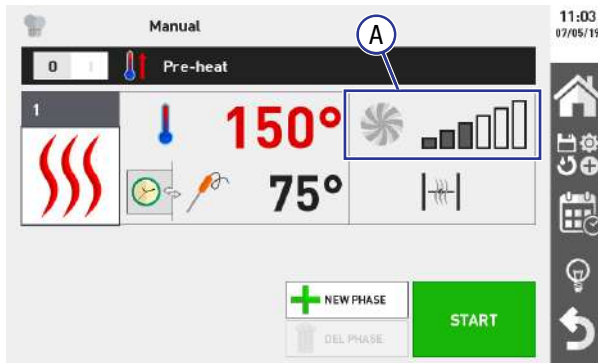 Manual
A
11:03
07/05/19
0 I
Pre-heat
1
150°
75°
NEW PHASE
START
DEL PHASE